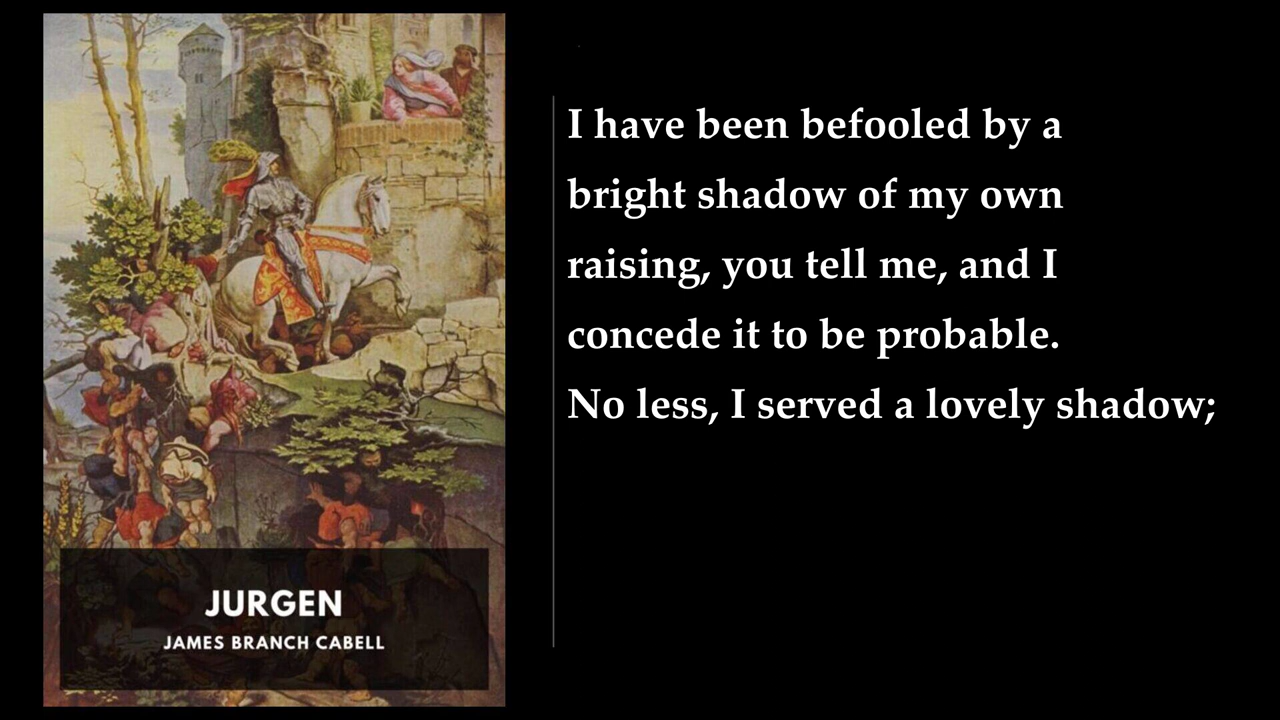 I have been befooled by a
bright shadow of my own
raising, you tell me, and I
concede it to be probable.
No less, I served a lovely shadow;
JURGEN
JAMES BRANCH CABELL